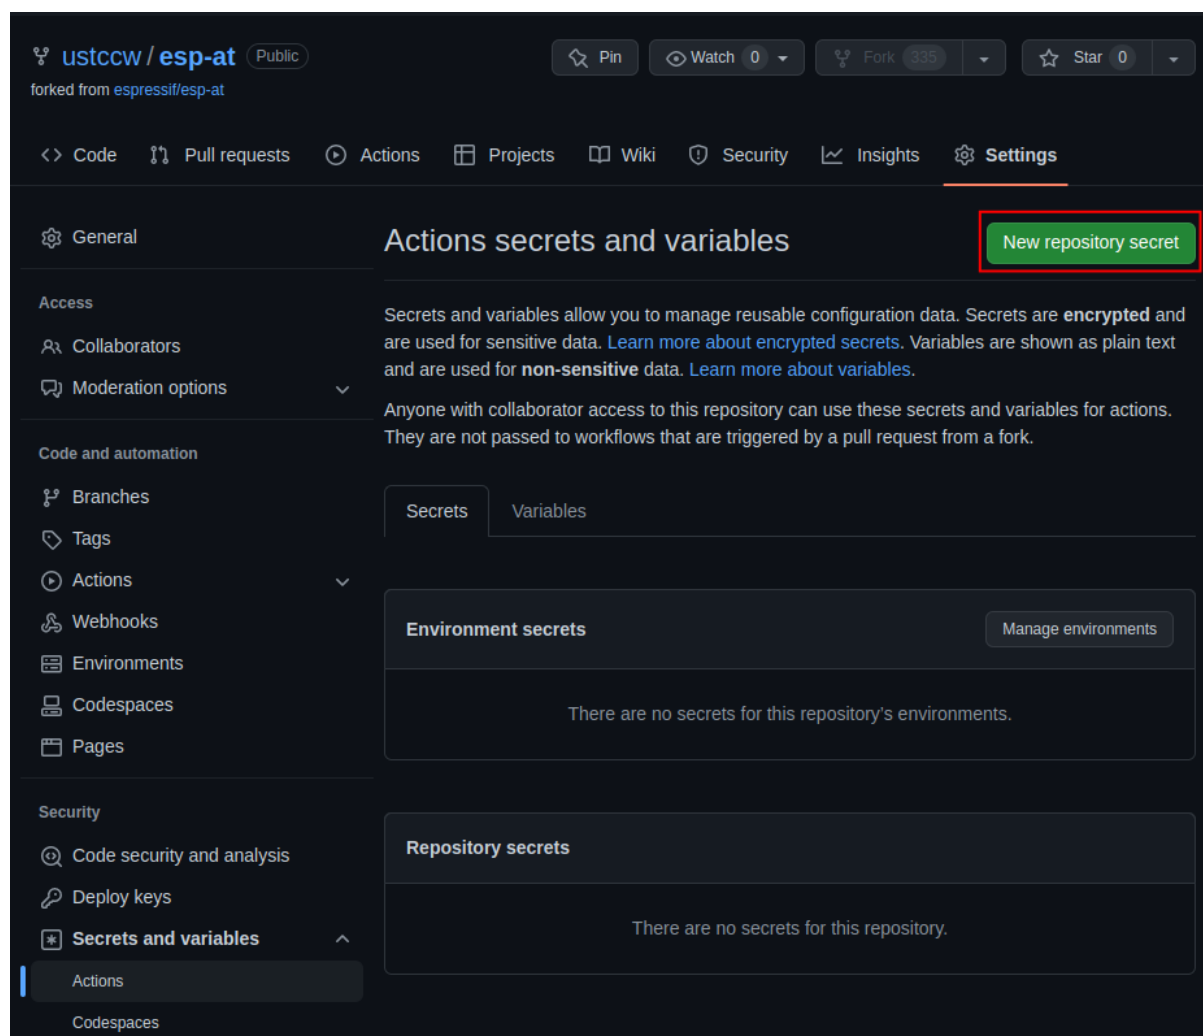 ustccw / esp-at Public
Pin
Watch 0
Fork 335
Star 0
forked from espressif/esp-at
Code
Pull requests
Actions
Projects
Wiki
Security
Insights
Settings
General
Access
Collaborators
Moderation options
Code and automation
Branches
Tags
Actions
Webhooks
Environments
Codespaces
Pages
Security
Code security and analysis
Deploy keys
Secrets and variables
Actions
Codespaces
Actions secrets and variables
New repository secret
Secrets and variables allow you to manage reusable configuration data. Secrets are encrypted and
are used for sensitive data. Learn more about encrypted secrets. Variables are shown as plain text
and are used for non-sensitive data. Learn more about variables.
Anyone with collaborator access to this repository can use these secrets and variables for actions.
They are not passed to workflows that are triggered by a pull request from a fork.
Secrets
Variables
Environment secrets
Manage environments
There are no secrets for this repository's environments.
Repository secrets
There are no secrets for this repository.